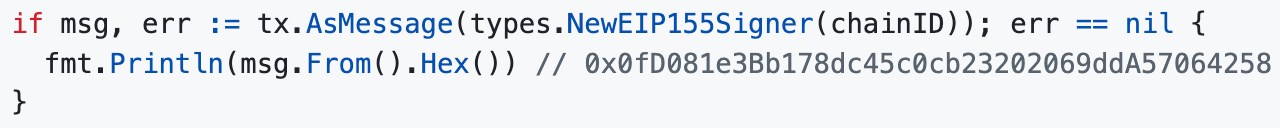 if msg, err := tx.AsMessage(types.NewEIP155Signer(chainID)); err == nil {
  fmt.Println(msg.From().Hex()) // 0x0fD081e3Bb178dc45c0cb23202069ddA57064258
}